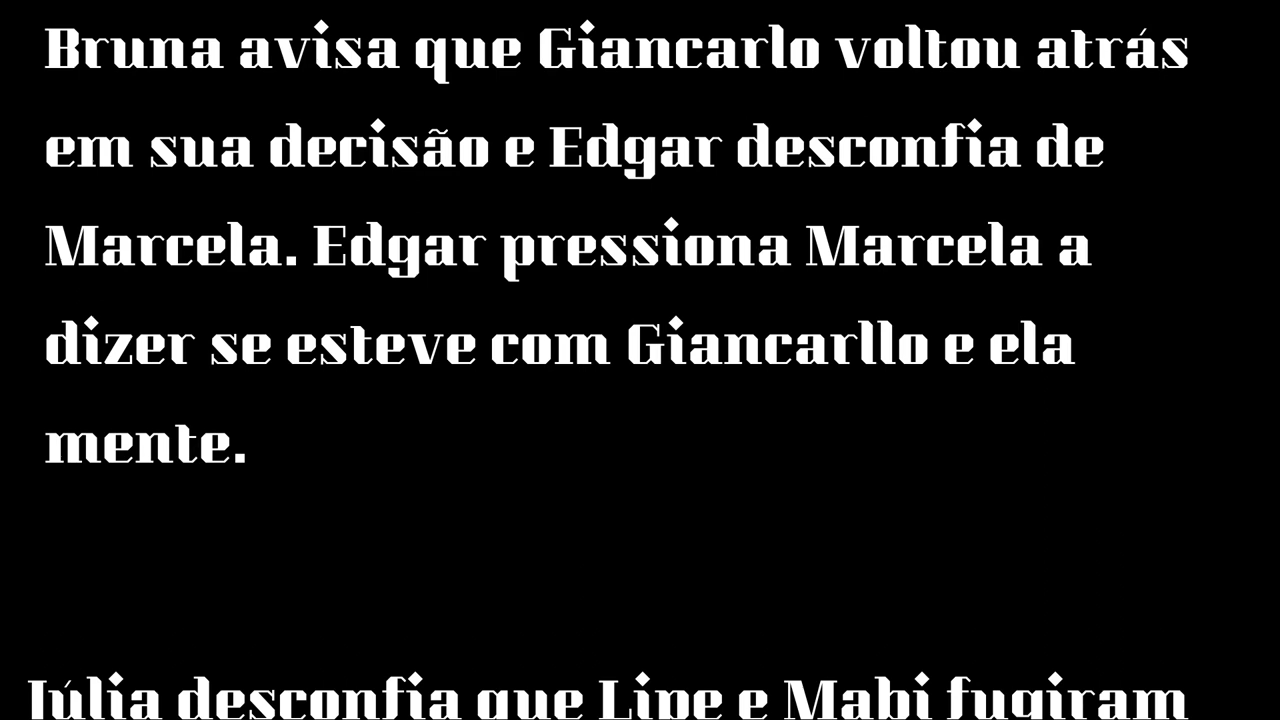 Bruna avisa que Giancarlo voltou atrás
em sua decisão e Edgar desconfia de
Marcela. Edgar pressiona Marcela a
dizer se esteve com Giancarllo e ela
mente.
Júlia desconfia que Lipe e Mabi fugiram